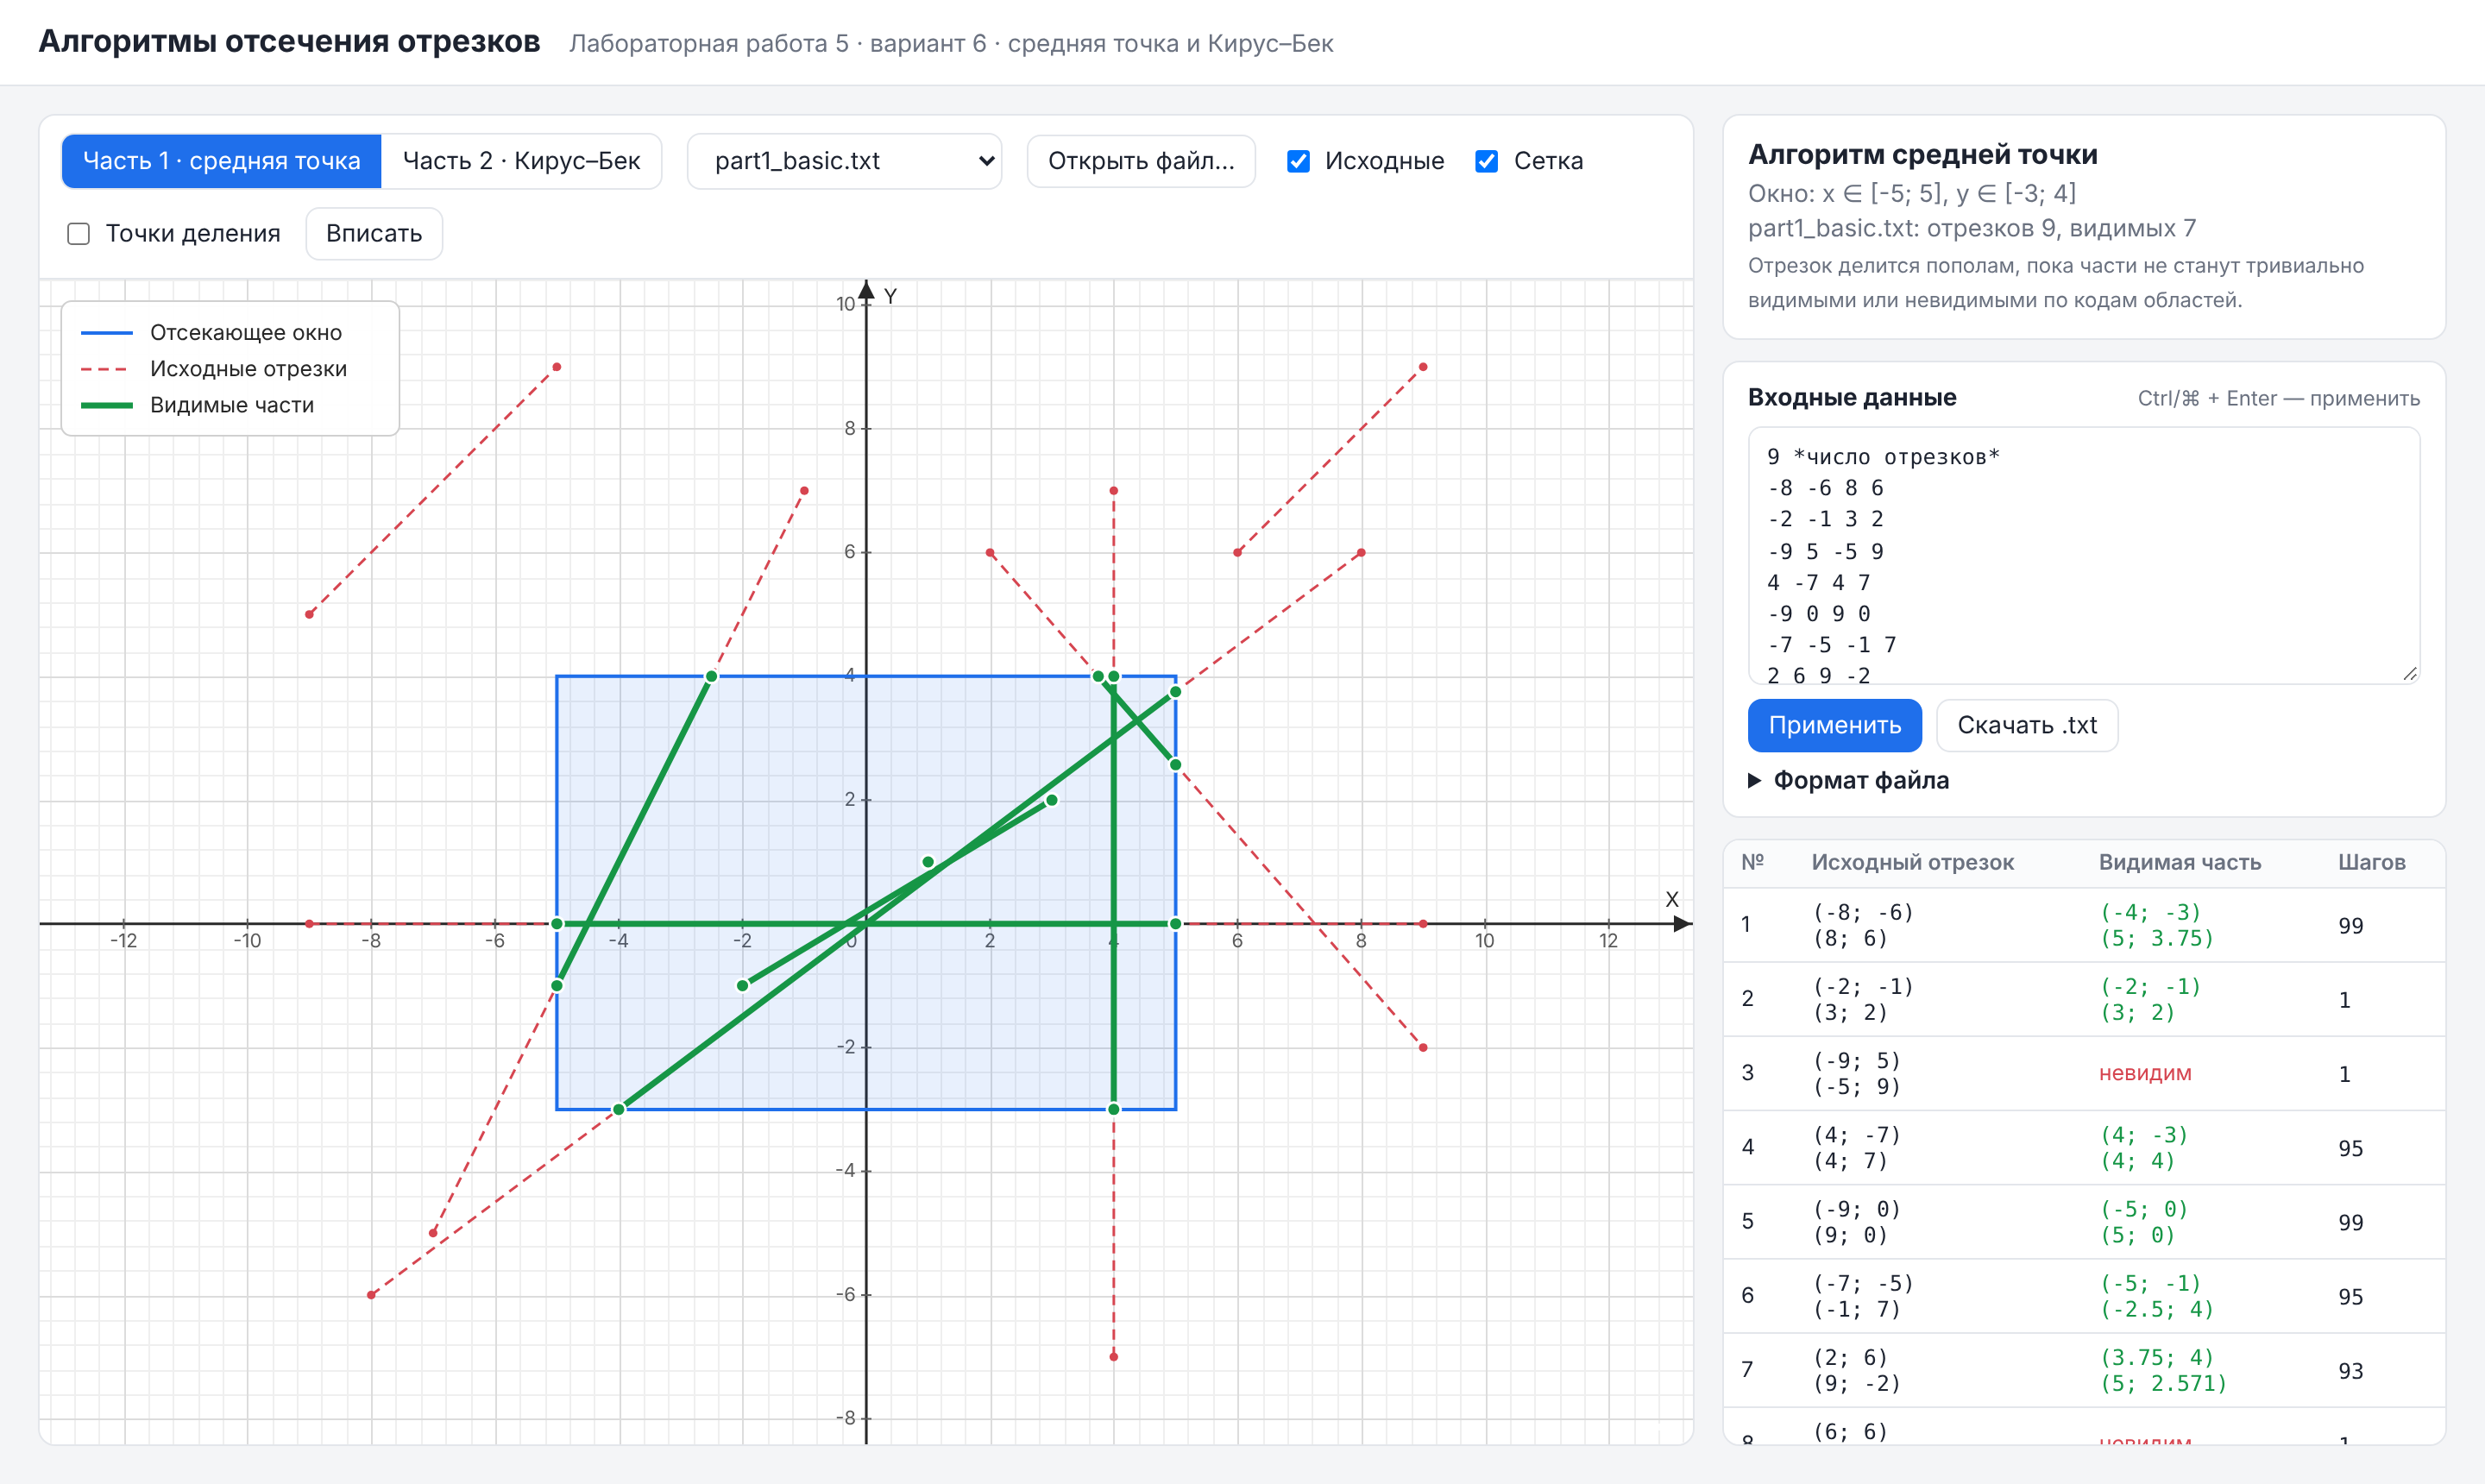 Алгоритмы отсечения отрезков
Лабораторная работа 5 · вариант 6 · средняя точка и Кирус–Бек
Часть 1 · средняя точка
Часть 2 · Кирус–Бек
part1_basic.txt
Открыть файл...
Исходные
Сетка
Точки деления
Вписать
Отсекающее окно
Исходные отрезки
Видимые части
Y
10
8
6
4
2
X
-12 -10 -8 -6 -4 -2 0 2 4 6 8 10 12
-2
-4
-6
-8
Алгоритм средней точки
Окно: x ∈ [-5; 5], y ∈ [-3; 4]
part1_basic.txt: отрезков 9, видимых 7
Отрезок делится пополам, пока части не станут тривиально
видимыми или невидимыми по кодам областей.
Входные данные
Ctrl/⌘ + Enter — применить
9 *число отрезков*
-8 -6 8 6
-2 -1 3 2
-9 5 -5 9
4 -7 4 7
-9 0 9 0
-7 -5 -1 7
2 6 9 -2
Применить
Скачать .txt
Формат файла
№ Исходный отрезок Видимая часть Шагов
1 (-8; -6) (8; 6) (-4; -3) (5; 3.75) 99
2 (-2; -1) (3; 2) (-2; -1) (3; 2) 1
3 (-9; 5) (-5; 9) невидим 1
4 (4; -7) (4; 7) (4; -3) (4; 4) 95
5 (-9; 0) (9; 0) (-5; 0) (5; 0) 99
6 (-7; -5) (-1; 7) (-5; -1) (-2.5; 4) 95
7 (2; 6) (9; -2) (3.75; 4) (5; 2.571) 93
8 (6; 6) невидим 1